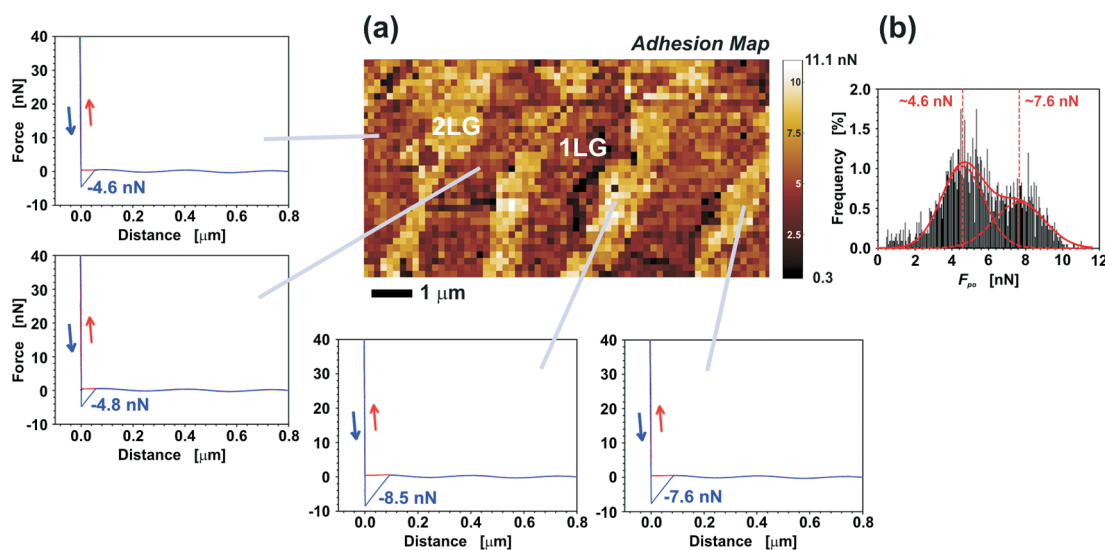 (a)
(b)
Adhesion Map
11.1 nN
10
7.5
5
2.5
0.3
2LG
1LG
1 μm
40
30
20
10
0
-10
Force [nN]
-4.6 nN
0.0 0.2 0.4 0.6 0.8
Distance [μm]
40
30
20
10
0
-10
Force [nN]
-4.8 nN
0.0 0.2 0.4 0.6 0.8
Distance [μm]
40
30
20
10
0
-10
-8.5 nN
0.0 0.2 0.4 0.6 0.8
Distance [μm]
40
30
20
10
0
-10
-7.6 nN
0.0 0.2 0.4 0.6 0.8
Distance [μm]
~4.6 nN ~7.6 nN
2.0
1.5
1.0
0.5
0.0
Frequency [%]
0 2 4 6 8 10 12
Fpo [nN]